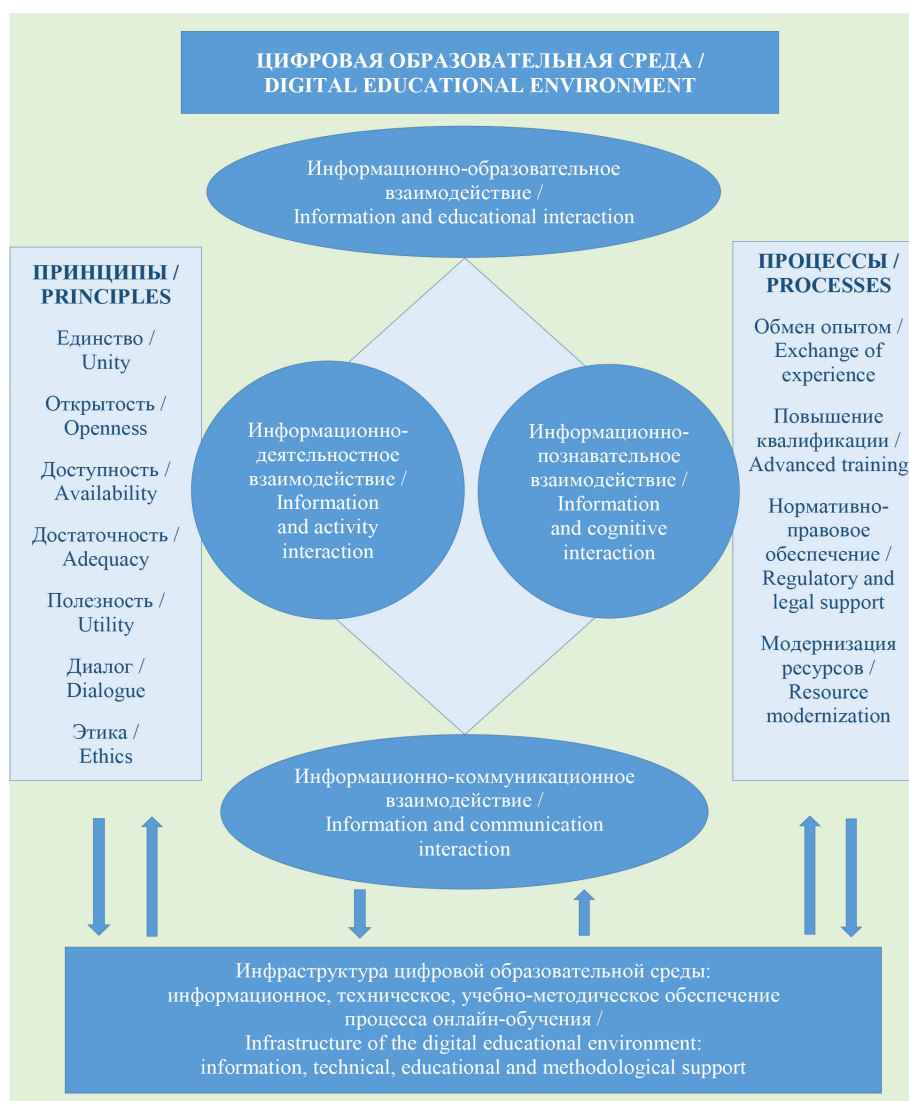 ЦИФРОВАЯ ОБРАЗОВАТЕЛЬНАЯ СРЕДА /
DIGITAL EDUCATIONAL ENVIRONMENT
Информационно-образовательное
взаимодействие /
Information and educational interaction
ПРИНЦИПЫ /
PRINCIPLES
Единство /
Unity
Открытость /
Openness
Доступность /
Availability
Достаточность /
Adequacy
Полезность /
Utility
Диалог /
Dialogue
Этика /
Ethics
Информационно-
деятельностное
взаимодействие /
Information
and activity
interaction
Информационно-
познавательное
взаимодействие /
Information
and cognitive
interaction
ПРОЦЕССЫ /
PROCESSES
Обмен опытом /
Exchange of
experience
Повышение
квалификации /
Advanced training
Нормативно-
правовое
обеспечение /
Regulatory and
legal support
Модернизация
ресурсов /
Resource
modernization
Информационно-коммуникационное
взаимодействие /
Information and communication
interaction
Инфраструктура цифровой образовательной среды:
информационное, техническое, учебно-методическое обеспечение
процесса онлайн-обучения /
Infrastructure of the digital educational environment:
information, technical, educational and methodological support